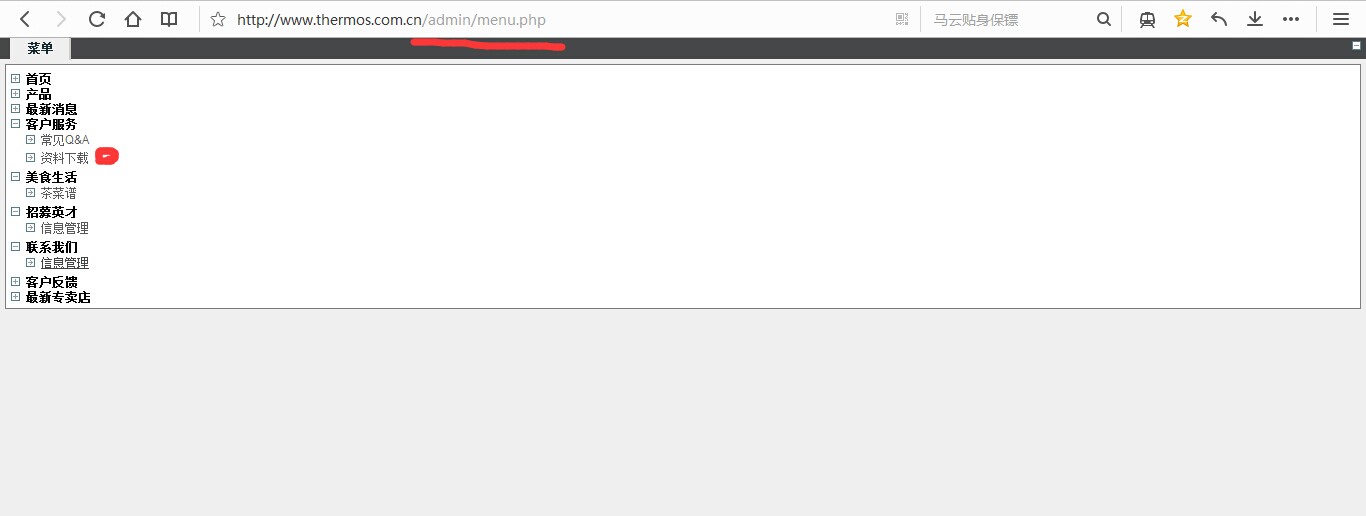 http://www.thermos.com.cn/admin/menu.php
马云贴身保镖
菜单
首页
产品
最新消息
客户服务
常见Q&A
资料下载
美食生活
茶菜谱
招募英才
信息管理
联系我们
信息管理
客户反馈
最新专卖店